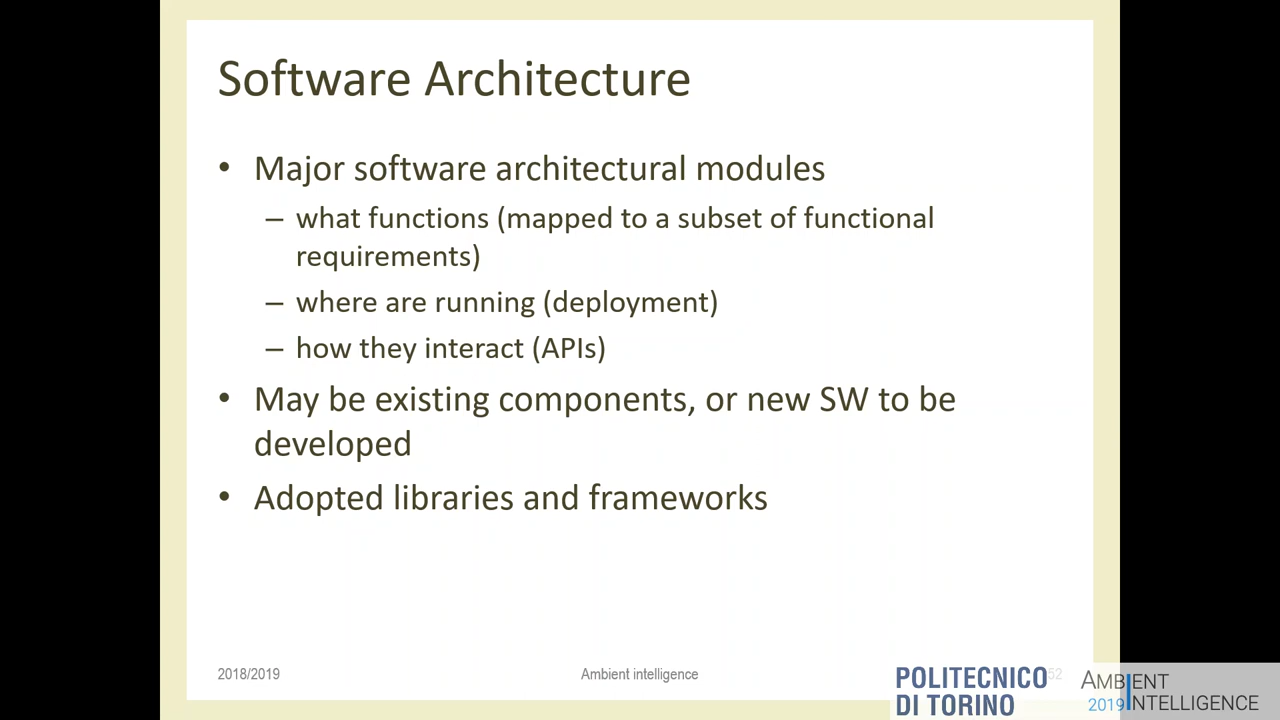 Software Architecture
• Major software architectural modules
– what functions (mapped to a subset of functional
requirements)
– where are running (deployment)
– how they interact (APIs)
• May be existing components, or new SW to be
developed
• Adopted libraries and frameworks
2018/2019
Ambient intelligence
52
POLITECNICO
DI TORINO
AMBIENT
2019 INTELLIGENCE